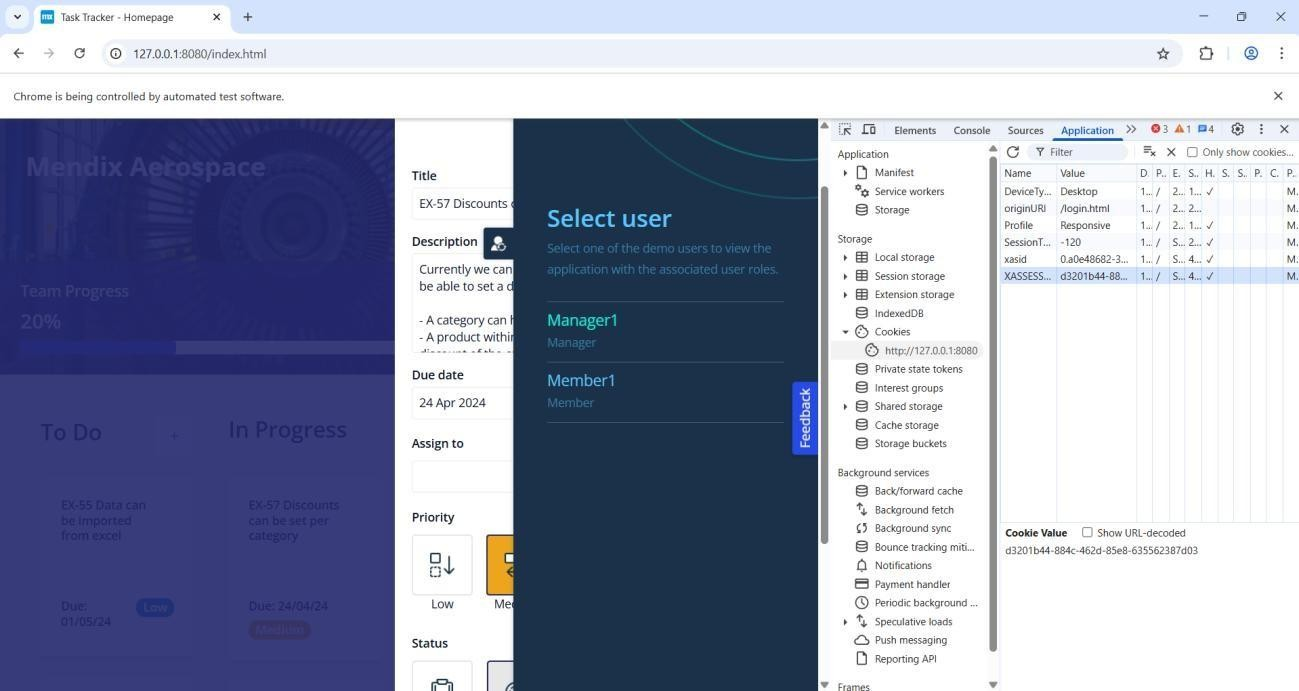 Task Tracker - Homepage
127.0.0.1:8080/index.html
Chrome is being controlled by automated test software.
Mendix Aerospace
Team Progress
20%
To Do
+
In Progress
EX-55 Data can
be imported
from excel
Due:
01/05/24
Low
EX-57 Discounts
can be set per
category
Due: 24/04/24
Medium
Title
EX-57 Discounts
Description
Currently we can
be able to set a d
- A category can h
- A product within
Due date
24 Apr 2024
Assign to
Priority
Low
Med
Status
Select user
Select one of the demo users to view the
application with the associated user roles.
Manager1
Manager
Member1
Member
Feedback
Elements
Console
Sources
Application
3
1
4
Application
Manifest
Service workers
Storage
Storage
Local storage
Session storage
Extension storage
IndexedDB
Cookies
http://127.0.0.1:8080
Private state tokens
Interest groups
Shared storage
Cache storage
Storage buckets
Background services
Back/forward cache
Background fetch
Background sync
Bounce tracking miti...
Notifications
Payment handler
Periodic background ...
Speculative loads
Push messaging
Reporting API
Frames
Filter
Only show cookies...
Name Value D. P.. E. S.. H. S. S. P. C. P..
DeviceTy... Desktop 1... / 2... 1... ✓ M.
originURI /login.html 1... / 2... 2... M.
Profile Responsive 1... / 2... 1... ✓ M.
SessionT... -120 1... / S... 2... ✓ M.
xasid 0.a0e48682-3... 1... / S... 4... ✓ M.
XASSESS... d3201b44-88... 1... / S... 4... ✓ M.
Cookie Value
Show URL-decoded
d3201b44-884c-462d-85e8-635562387d03